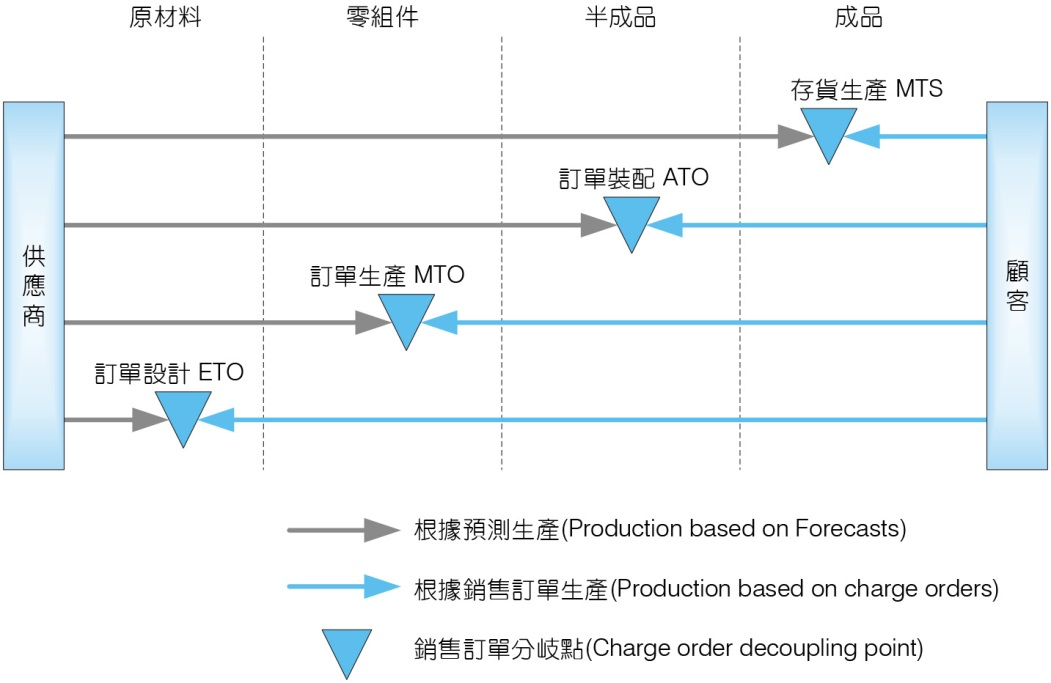 原材料
零組件
半成品
成品
存貨生產 MTS
訂單裝配 ATO
供應商
顧客
訂單生產 MTO
訂單設計 ETO
根據預測生產(Production based on Forecasts)
根據銷售訂單生產(Production based on charge orders)
銷售訂單分岐點(Charge order decoupling point)